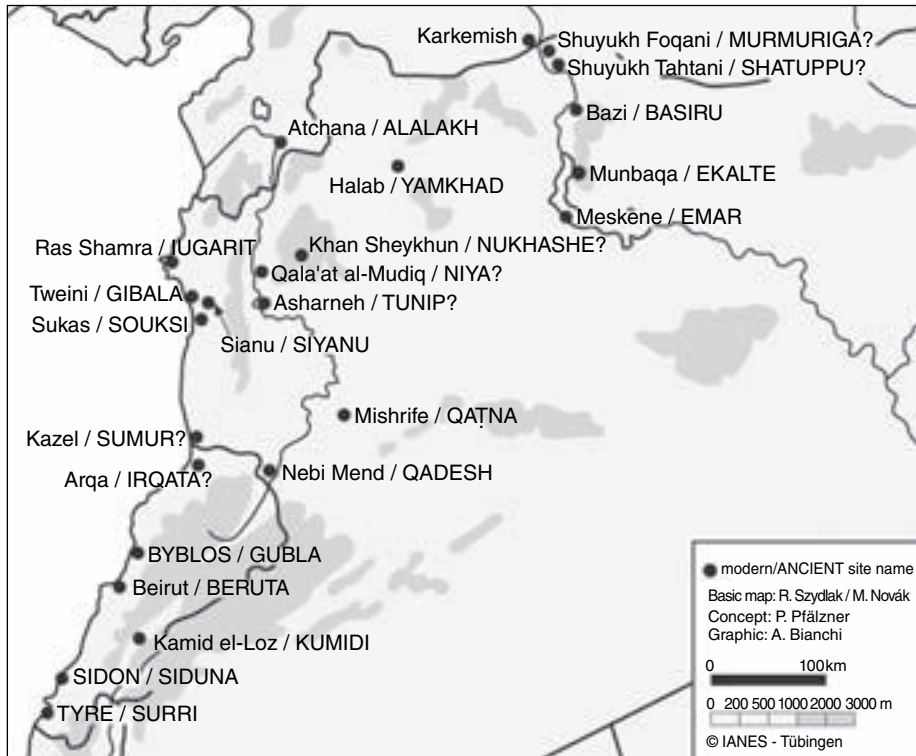 Karkemish
Shuyukh Foqani / MURMURIGA?
Shuyukh Tahtani / SHATUPPU?
Bazi / BASIRU
Atchana / ALALAKH
Halab / YAMKHAD
Munbaqa / EKALTE
Meskene / EMAR
Ras Shamra / IUGARIT
Khan Sheykhun / NUKHASHE?
Qala'at al-Mudiq / NIYA?
Tweini / GIBALA
Asharneh / TUNIP?
Sukas / SOUKSI
Sianu / SIYANU
Mishrife / QAṬNA
Kazel / SUMUR?
Arqa / IRQATA?
Nebi Mend / QADESH
BYBLOS / GUBLA
Beirut / BERUTA
Kamid el-Loz / KUMIDI
SIDON / SIDUNA
TYRE / SURRI
modern/ANCIENT site name
Basic map: R. Szydlak / M. Novák
Concept: P. Pfälzner
Graphic: A. Bianchi
0 100 km
0 200 500 1000 2000 3000 m
© IANES - Tübingen